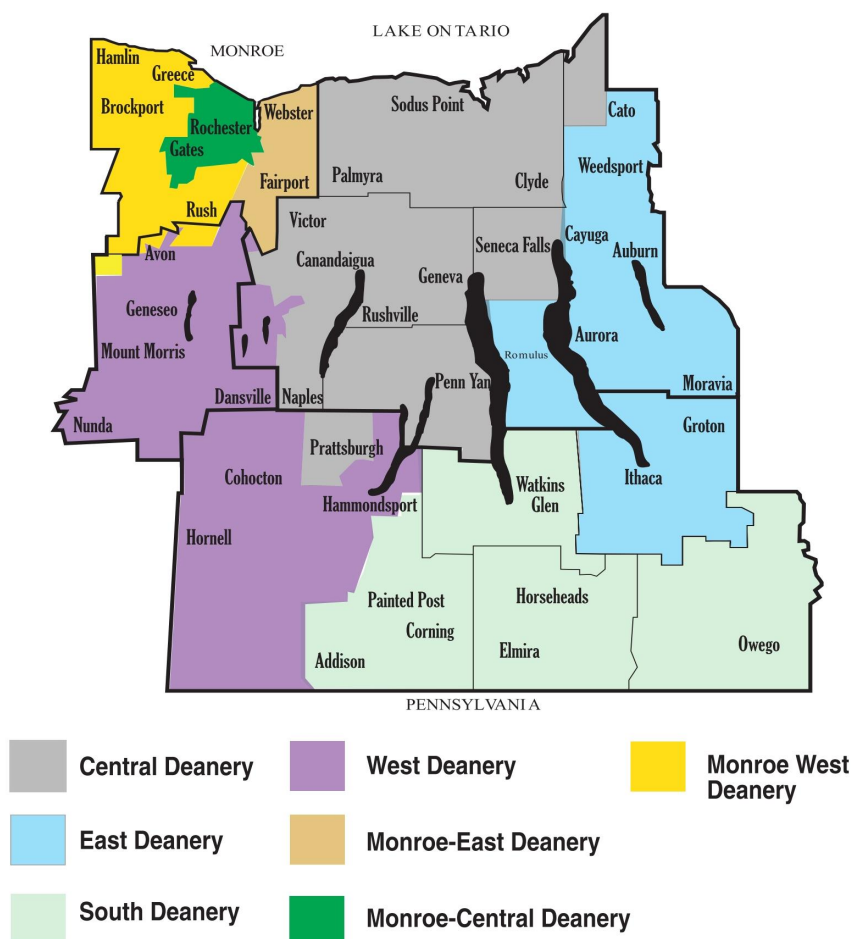 LAKE ONTARIO
MONROE
Hamlin
Greece
Brockport
Rochester
Gates
Webster
Sodus Point
Cato
Weedsport
Fairport
Palmyra
Clyde
Rush
Victor
Avon
Canandaigua
Seneca Falls
Cayuga
Auburn
Geneva
Geneseo
Rushville
Aurora
Mount Morris
Romulus
Penn Yan
Moravia
Dansville
Naples
Nunda
Groton
Prattsburgh
Cohocton
Ithaca
Watkins
Glen
Hammondsport
Hornell
Painted Post
Horseheads
Corning
Elmira
Owego
Addison
PENNSYLVANIA
Central Deanery
West Deanery
Monroe West
Deanery
East Deanery
Monroe-East Deanery
South Deanery
Monroe-Central Deanery